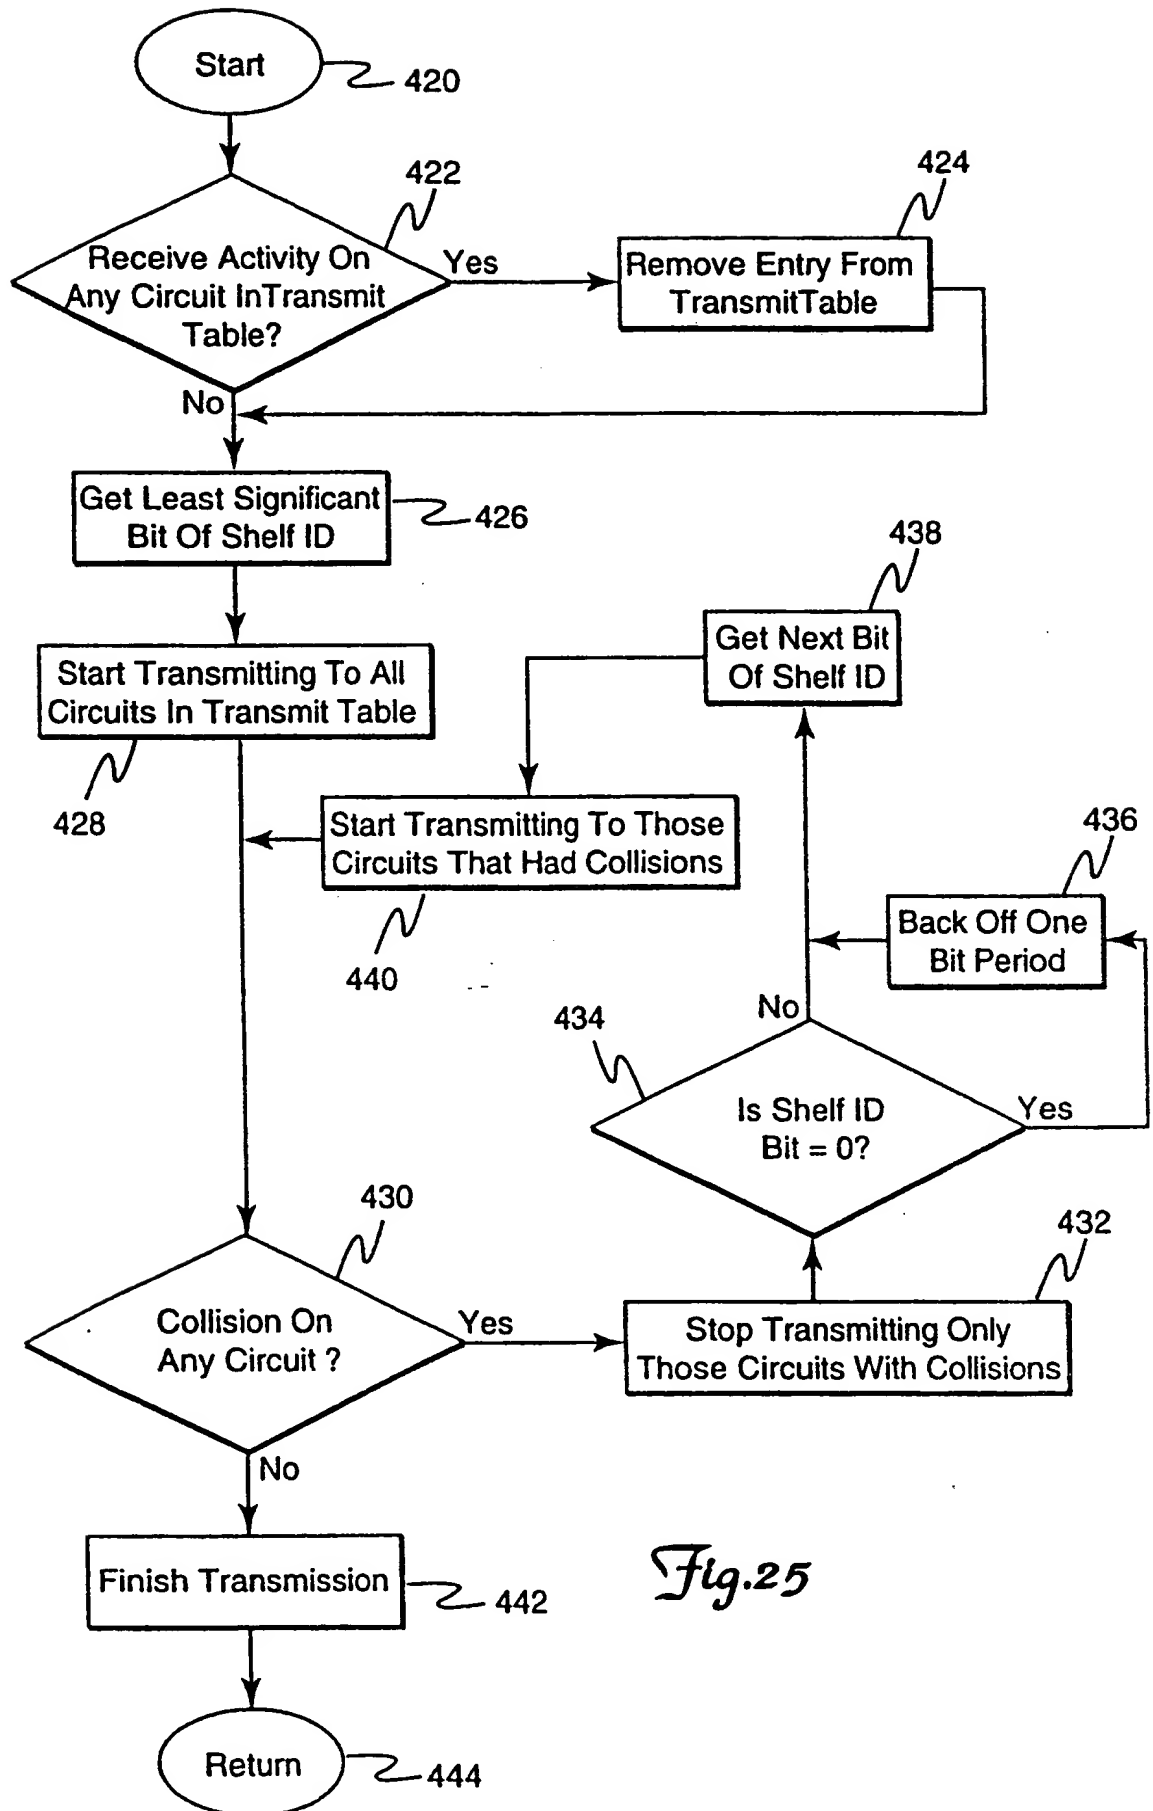 Start
420
422
Receive Activity On
Any Circuit InTransmit
Table?
Yes
424
Remove Entry From
TransmitTable
No
Get Least Significant
Bit Of Shelf ID
426
438
Get Next Bit
Of Shelf ID
Start Transmitting To All
Circuits In Transmit Table
428
Start Transmitting To Those
Circuits That Had Collisions
440
436
Back Off One
Bit Period
No
434
Is Shelf ID
Bit = 0?
Yes
430
Collision On
Any Circuit ?
Yes
432
Stop Transmitting Only
Those Circuits With Collisions
No
Finish Transmission
442
Fig.25
Return
444